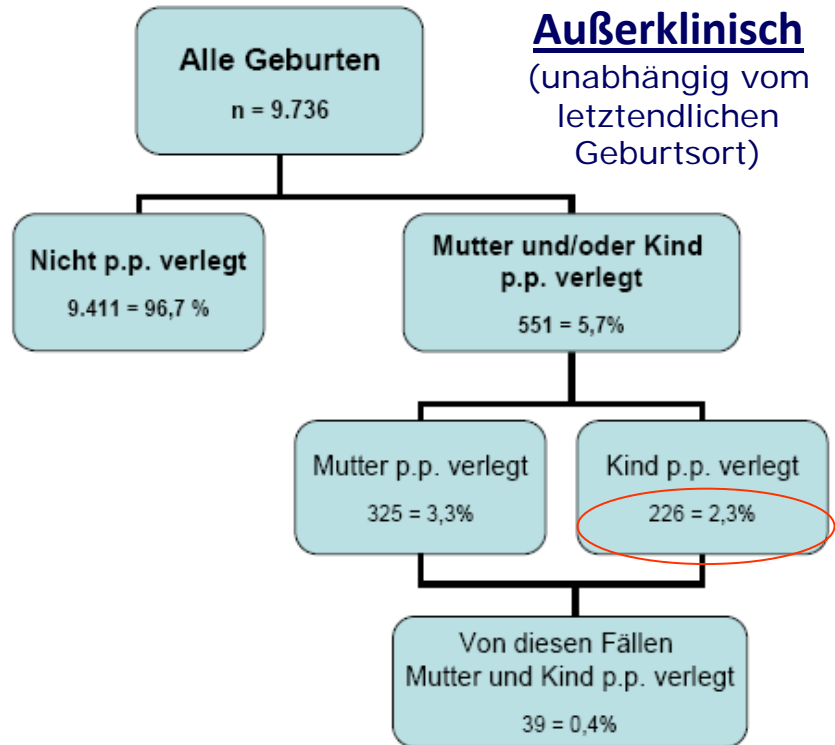 Außerklinisch
(unabhängig vom
letztendlichen
Geburtsort)
Alle Geburten
n = 9.736
Nicht p.p. verlegt
9.411 = 96,7 %
Mutter und/oder Kind
p.p. verlegt
551 = 5,7%
Mutter p.p. verlegt
325 = 3,3%
Kind p.p. verlegt
226 = 2,3%
Von diesen Fällen
Mutter und Kind p.p. verlegt
39 = 0,4%